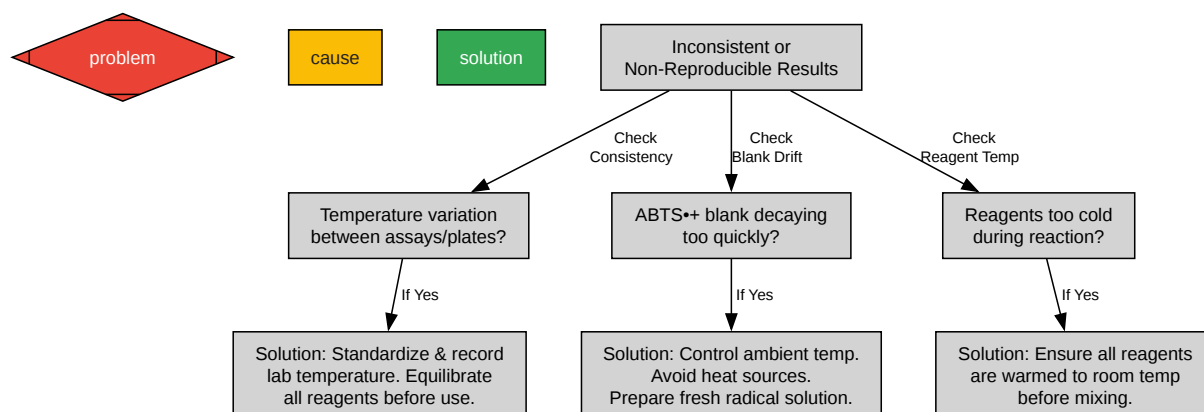 problem
cause
solution
Inconsistent or
Non-Reproducible Results
Check
Consistency
Check
Blank Drift
Check
Reagent Temp
Temperature variation
between assays/plates?
ABTS•+ blank decaying
too quickly?
Reagents too cold
during reaction?
If Yes
If Yes
If Yes
Solution: Standardize & record
lab temperature. Equilibrate
all reagents before use.
Solution: Control ambient temp.
Avoid heat sources.
Prepare fresh radical solution.
Solution: Ensure all reagents
are warmed to room temp
before mixing.